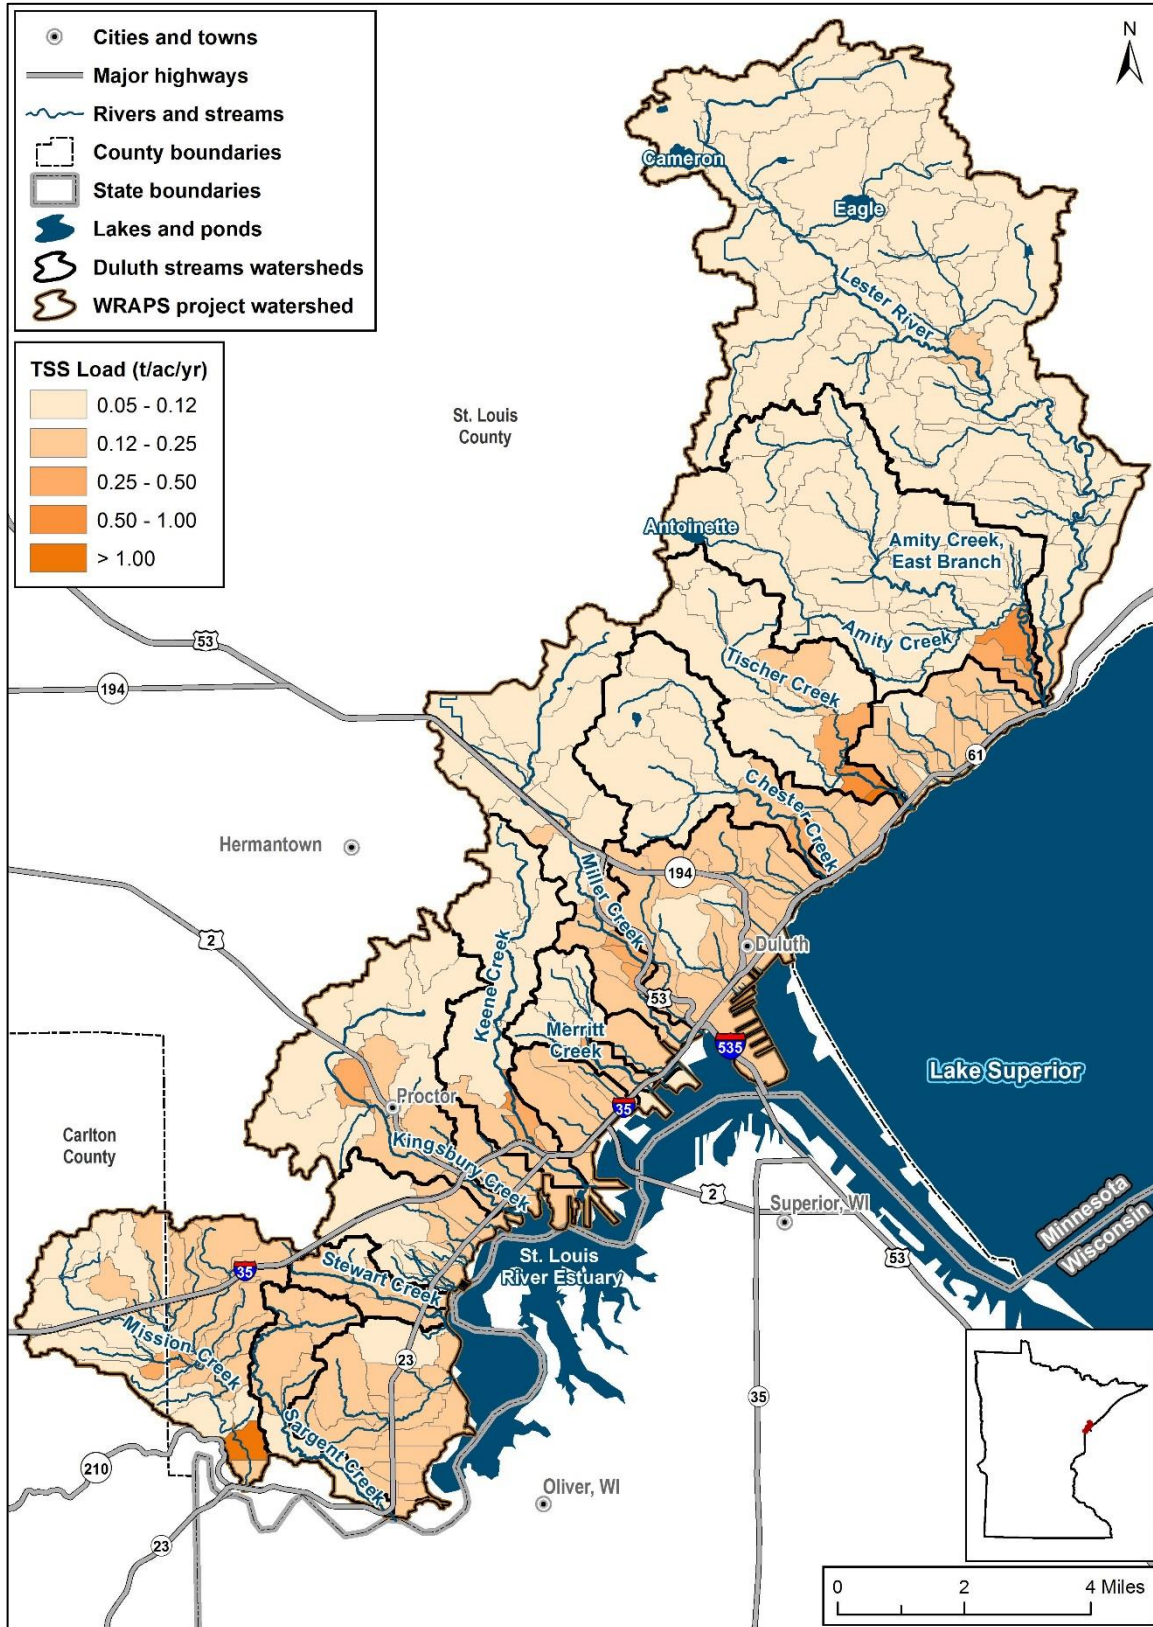 Cities and towns
Major highways
Rivers and streams
County boundaries
State boundaries
Lakes and ponds
Duluth streams watersheds
WRAPS project watershed
N
TSS Load (t/ac/yr)
0.05 - 0.12
0.12 - 0.25
0.25 - 0.50
0.50 - 1.00
> 1.00
Cameron
Eagle
Lester River
St. Louis
County
Antoinette
Amity Creek,
East Branch
Amity Creek
53
194
Tischer Creek
61
Chester Creek
Hermantown
194
Miller Creek
2
Duluth
Keene Creek
53
Merritt
Creek
535
Lake Superior
Proctor
35
Carlton
County
Kingsbury Creek
2
Superior, WI
Minnesota
Wisconsin
St. Louis
River Estuary
53
35
Stewart Creek
Mission Creek
23
35
Sargent Creek
210
Oliver, WI
23
0
2
4 Miles